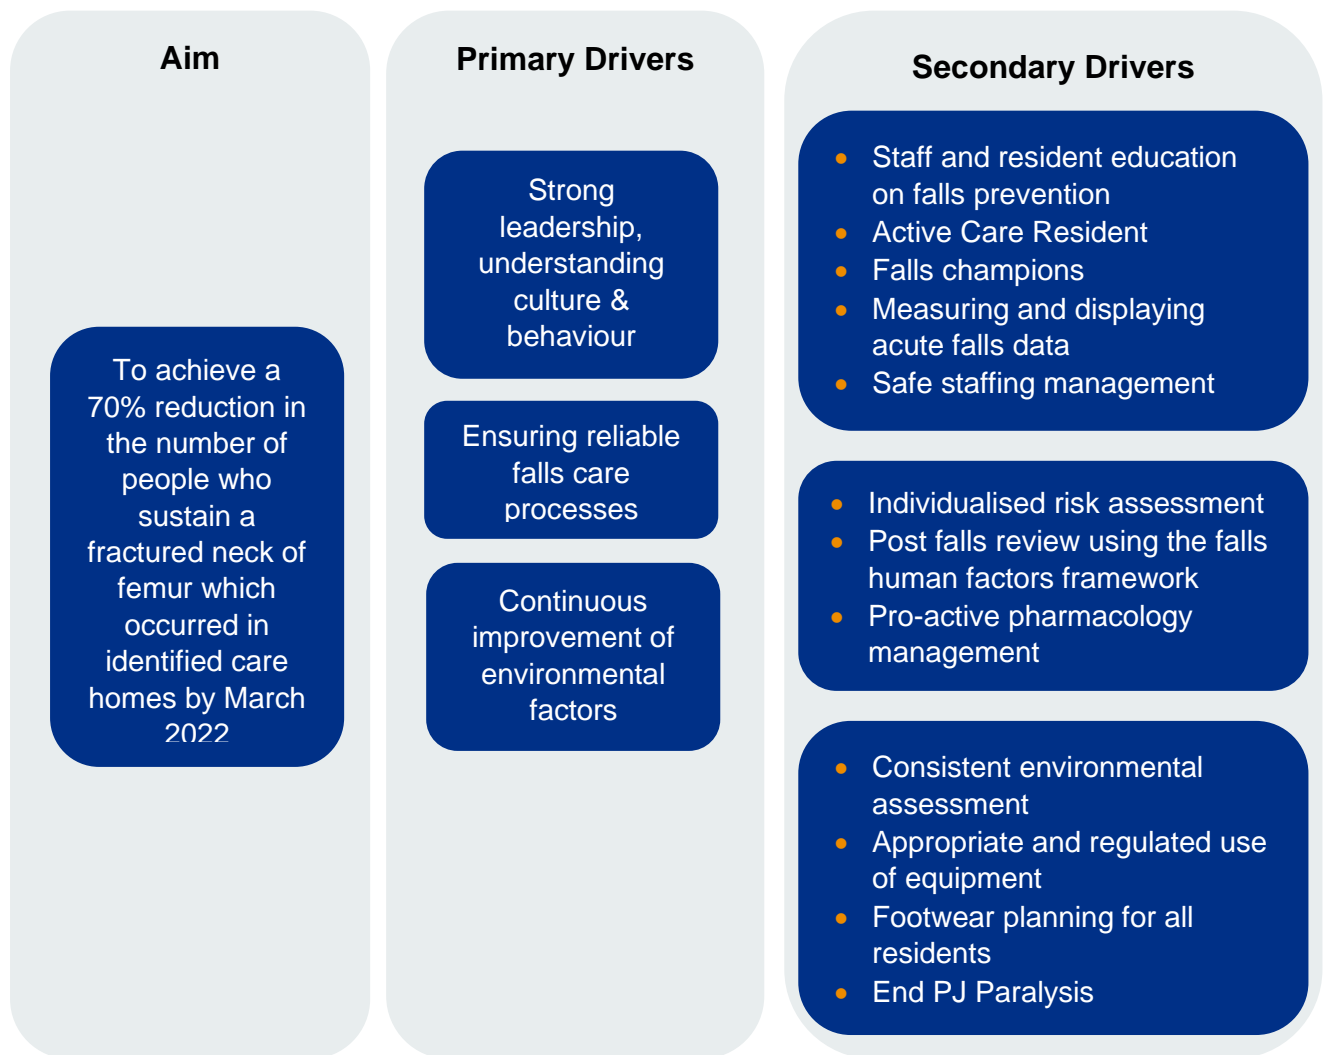 Aim
To achieve a
70% reduction in
the number of
people who
sustain a
fractured neck of
femur which
occurred in
identified care
homes by March
2022
Primary Drivers
Strong
leadership,
understanding
culture &
behaviour
Ensuring reliable
falls care
processes
Continuous
improvement of
environmental
factors
Secondary Drivers
• Staff and resident education
on falls prevention
• Active Care Resident
• Falls champions
• Measuring and displaying
acute falls data
• Safe staffing management
• Individualised risk assessment
• Post falls review using the falls
human factors framework
• Pro-active pharmacology
management
• Consistent environmental
assessment
• Appropriate and regulated use
of equipment
• Footwear planning for all
residents
• End PJ Paralysis